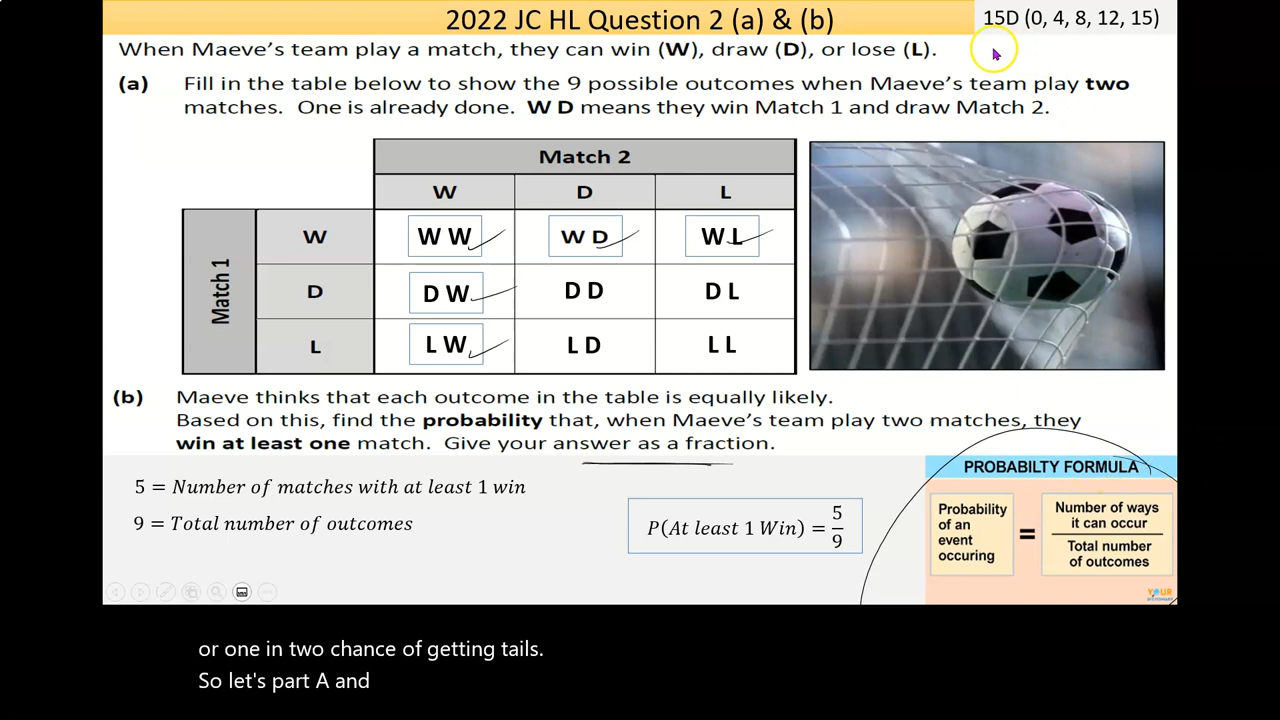 2022 JC HL Question 2 (a) & (b)
15D (0, 4, 8, 12, 15)
When Maeve's team play a match, they can win (W), draw (D), or lose (L).
(a) Fill in the table below to show the 9 possible outcomes when Maeve's team play two
matches. One is already done. W D means they win Match 1 and draw Match 2.
Match 2
W D L
Match 1
W W W W D W L
D D W D D D L
L L W L D L L
(b) Maeve thinks that each outcome in the table is equally likely.
Based on this, find the probability that, when Maeve's team play two matches, they
win at least one match. Give your answer as a fraction.
5 = Number of matches with at least 1 win
9 = Total number of outcomes
P(At least 1 Win) = 5/9
PROBABILTY FORMULA
Probability
of an
event
occuring
=
Number of ways
it can occur
Total number
of outcomes
YOUR
DICTIONARY
or one in two chance of getting tails.
So let's part A and